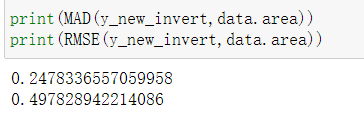 print(MAD(y_new_invert,data.area))
print(RMSE(y_new_invert,data.area))
0.2478336557059958
0.497828942214086